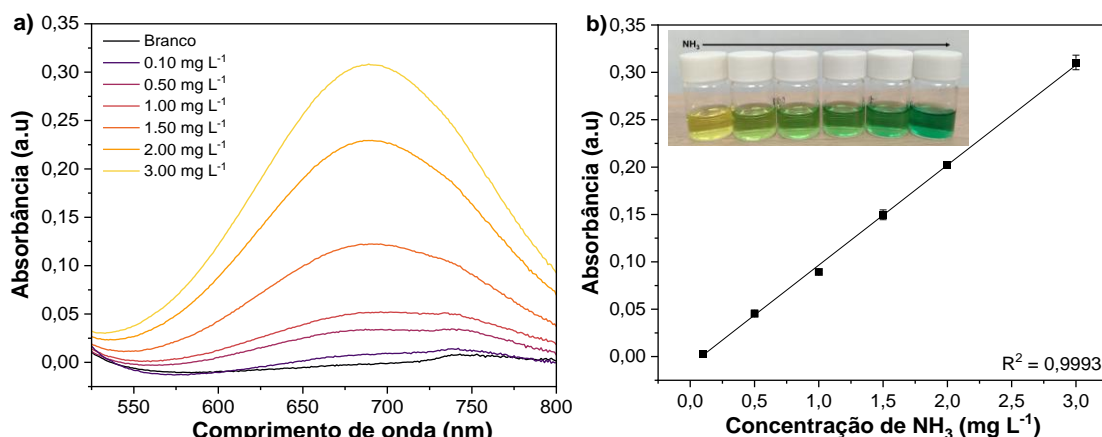 a)
0,35
0,30
0,25
0,20
0,15
0,10
0,05
0,00
Absorbância (a.u)
Branco
0.10 mg L⁻¹
0.50 mg L⁻¹
1.00 mg L⁻¹
1.50 mg L⁻¹
2.00 mg L⁻¹
3.00 mg L⁻¹
550 600 650 700 750 800
Comprimento de onda (nm)
b)
0,35
0,30
0,25
0,20
0,15
0,10
0,05
0,00
Absorbância (a.u)
NH₃
R² = 0,9993
0,0 0,5 1,0 1,5 2,0 2,5 3,0
Concentração de NH₃ (mg L⁻¹)